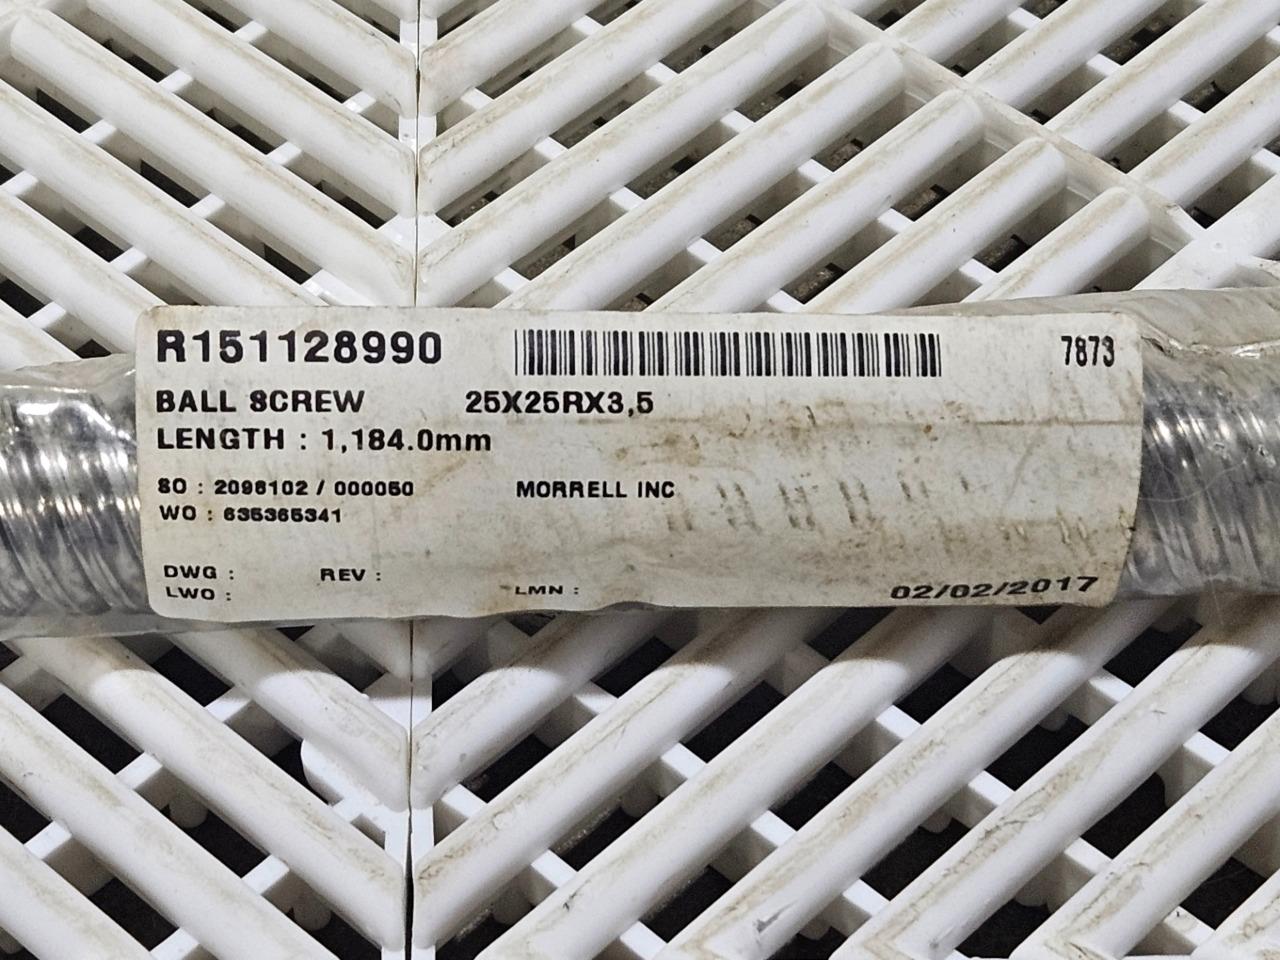 R151128990 7873
BALL SCREW 25X25RX3,5
LENGTH : 1,184.0mm
SO : 2098102 / 000050 MORRELL INC
WO : 635365341
DWG : REV :
LWO : LMN : 02/02/2017